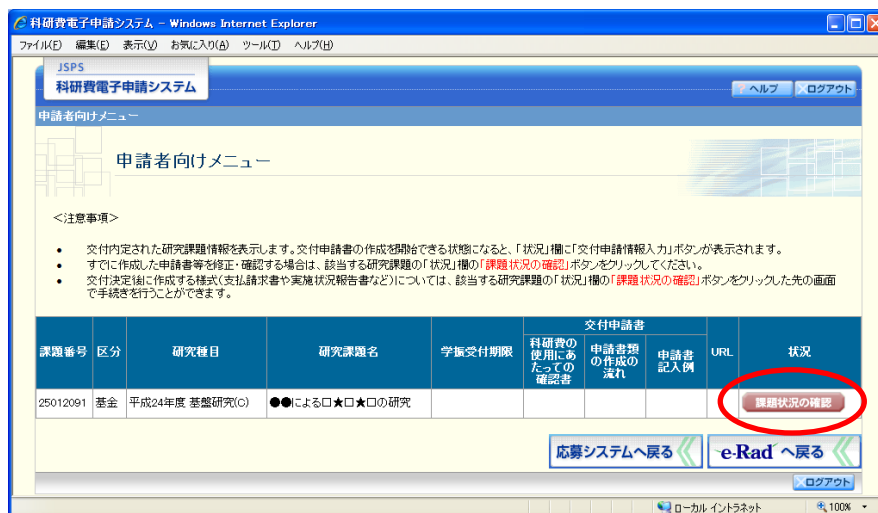 科研費電子申請システム - Windows Internet Explorer
ファイル(F) 編集(E) 表示(V) お気に入り(A) ツール(T) ヘルプ(H)
JSPS
科研費電子申請システム
? ヘルプ ログアウト
申請者向けメニュー
申請者向けメニュー
＜注意事項＞
• 交付内定された研究課題情報を表示します。交付申請書の作成を開始できる状態になると、「状況」欄に「交付申請情報入力」ボタンが表示されます。
• すでに作成した申請書等を修正・確認する場合は、該当する研究課題の「状況」欄の「課題状況の確認」ボタンをクリックしてください。
• 交付決定後に作成する様式(支払請求書や実施状況報告書など)については、該当する研究課題の「状況」欄の「課題状況の確認」ボタンをクリックした先の画面
で手続きを行うことができます。
課題番号 区分 研究種目 研究課題名 学振受付期限 交付申請書 URL 状況
科研費の使用にあたっての確認書 申請書類の作成の流れ 申請書記入例
25012091 基金 平成24年度 基盤研究(C) ●●による□★□★□の研究 課題状況の確認
応募システムへ戻る e-Rad へ戻る
ログアウト
ローカル イントラネット 100%